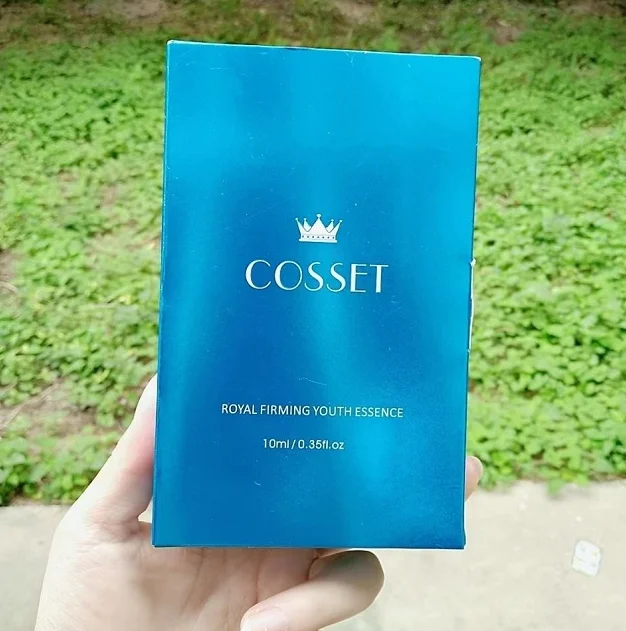 COSSET
ROYAL FIRMING YOUTH ESSENCE
10ml / 0.35fl.oz